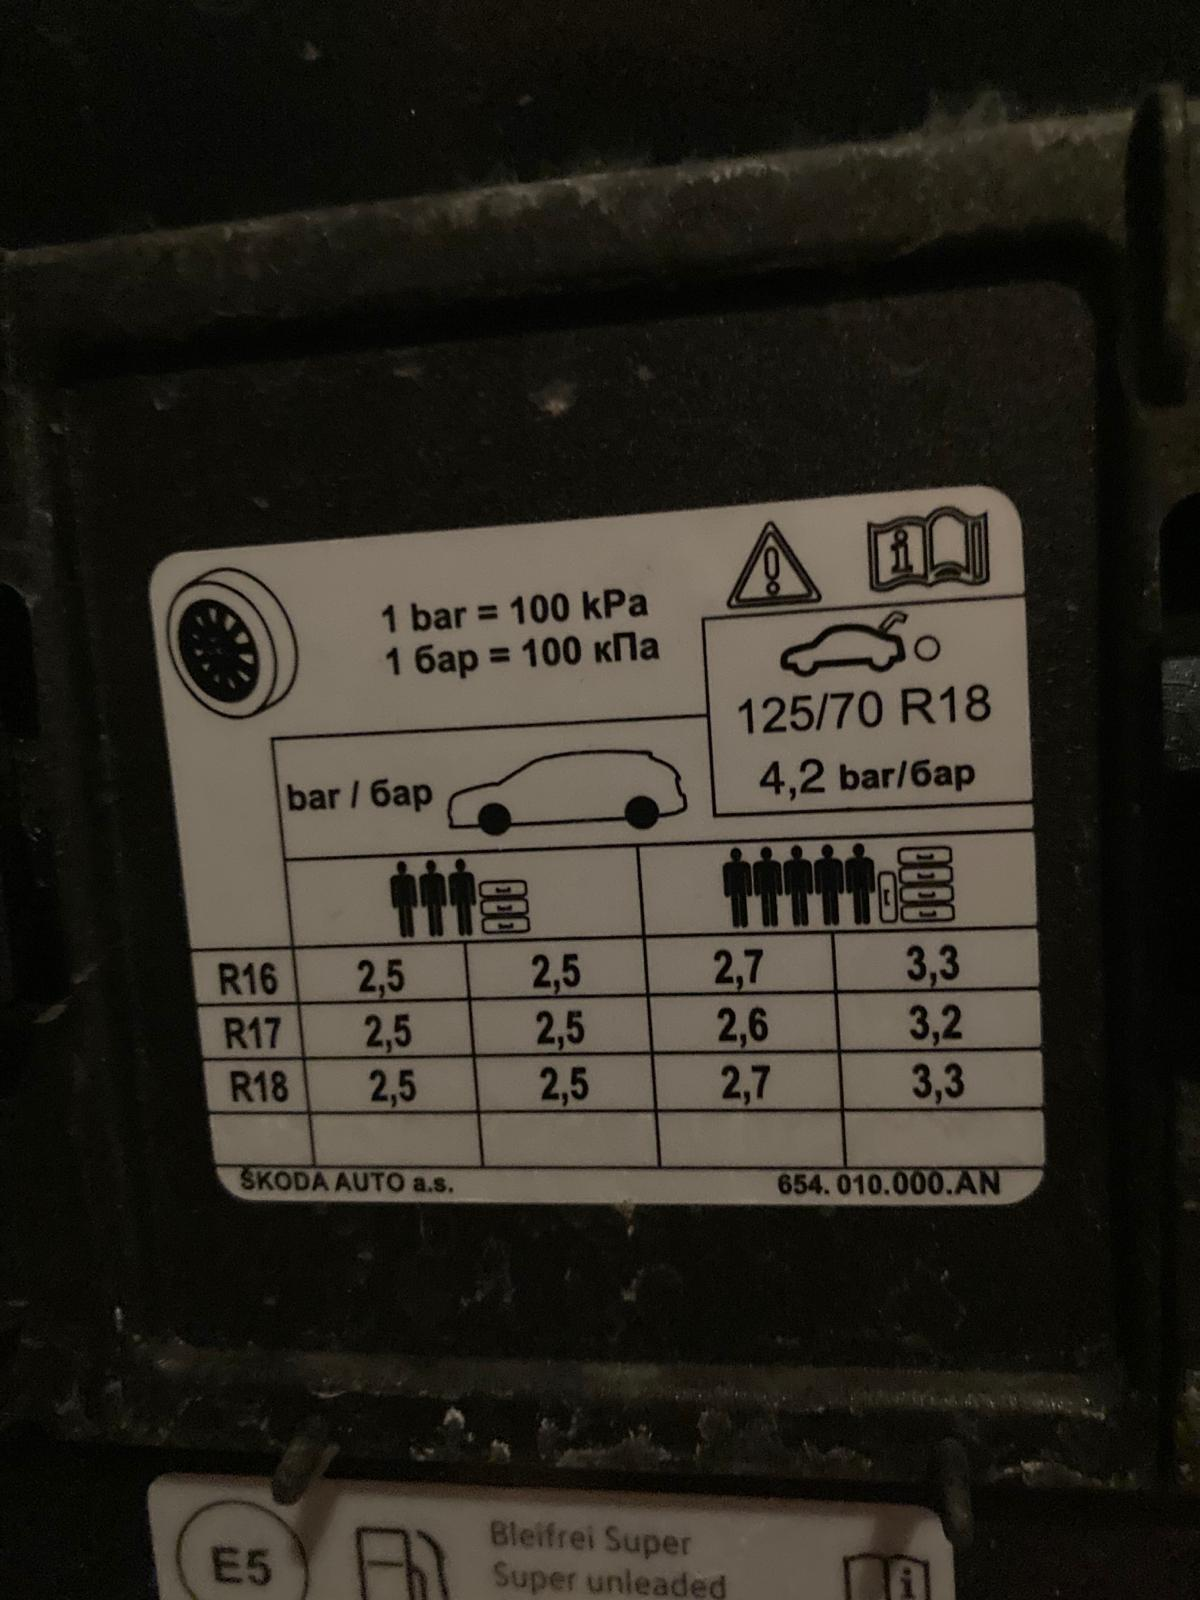 1 bar = 100 kPa
1 бар = 100 кПа
125/70 R18
4,2 bar/бар
bar / бар
R16 2,5 2,5 2,7 3,3
R17 2,5 2,5 2,6 3,2
R18 2,5 2,5 2,7 3,3
ŠKODA AUTO a.s. 654.010.000.AN
E5
Bleifrei Super
Super unleaded